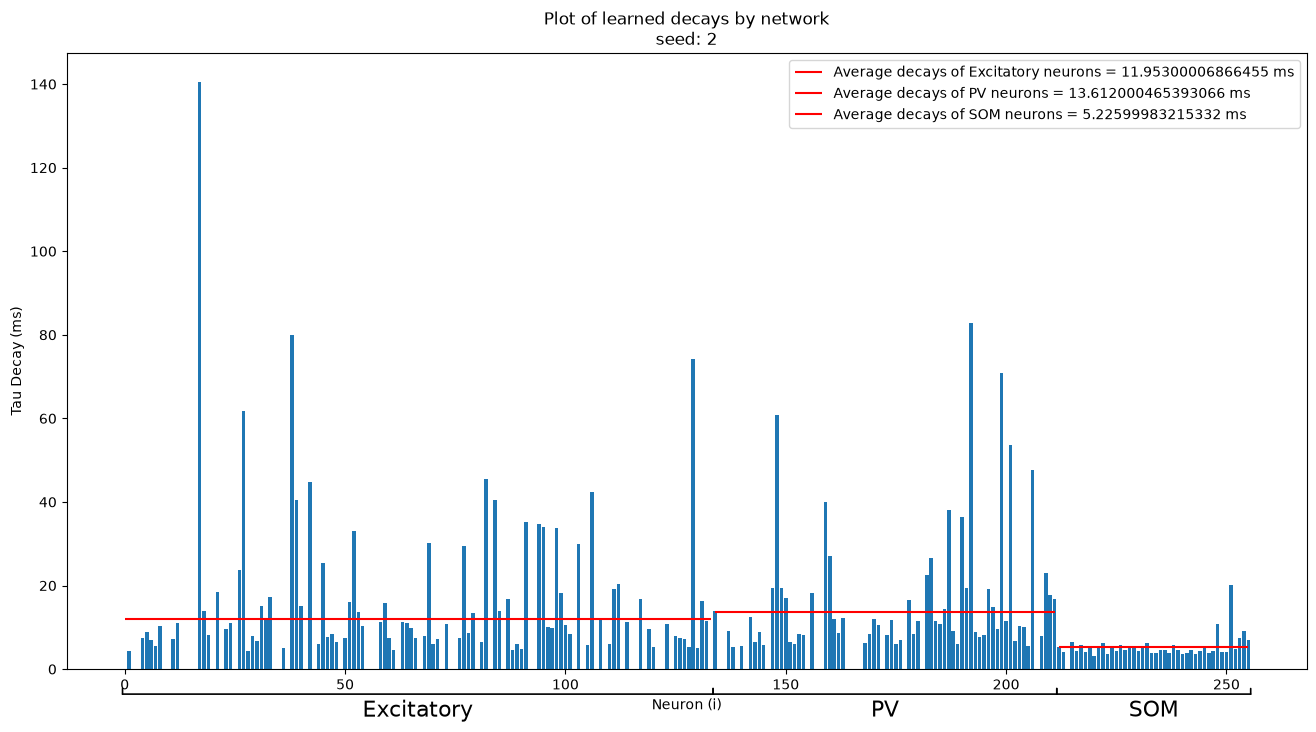 Plot of learned decays by network
seed: 2
Average decays of Excitatory neurons = 11.95300006866455 ms
Average decays of PV neurons = 13.612000465393066 ms
Average decays of SOM neurons = 5.22599983215332 ms
140
120
100
80
60
40
20
0
Tau Decay (ms)
0 50 100 150 200 250
Neuron (i)
Excitatory PV SOM